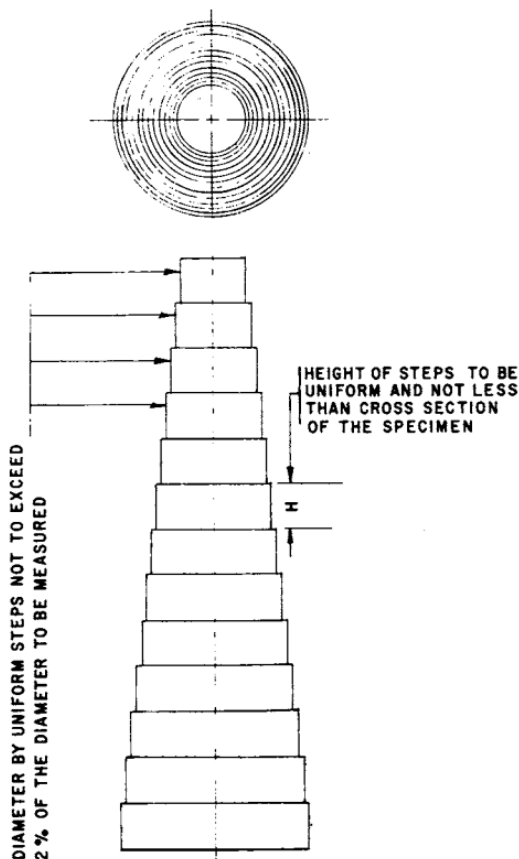 HEIGHT OF STEPS TO BE
UNIFORM AND NOT LESS
THAN CROSS SECTION
OF THE SPECIMEN
H
DIAMETER BY UNIFORM STEPS NOT TO EXCEED
2% OF THE DIAMETER TO BE MEASURED